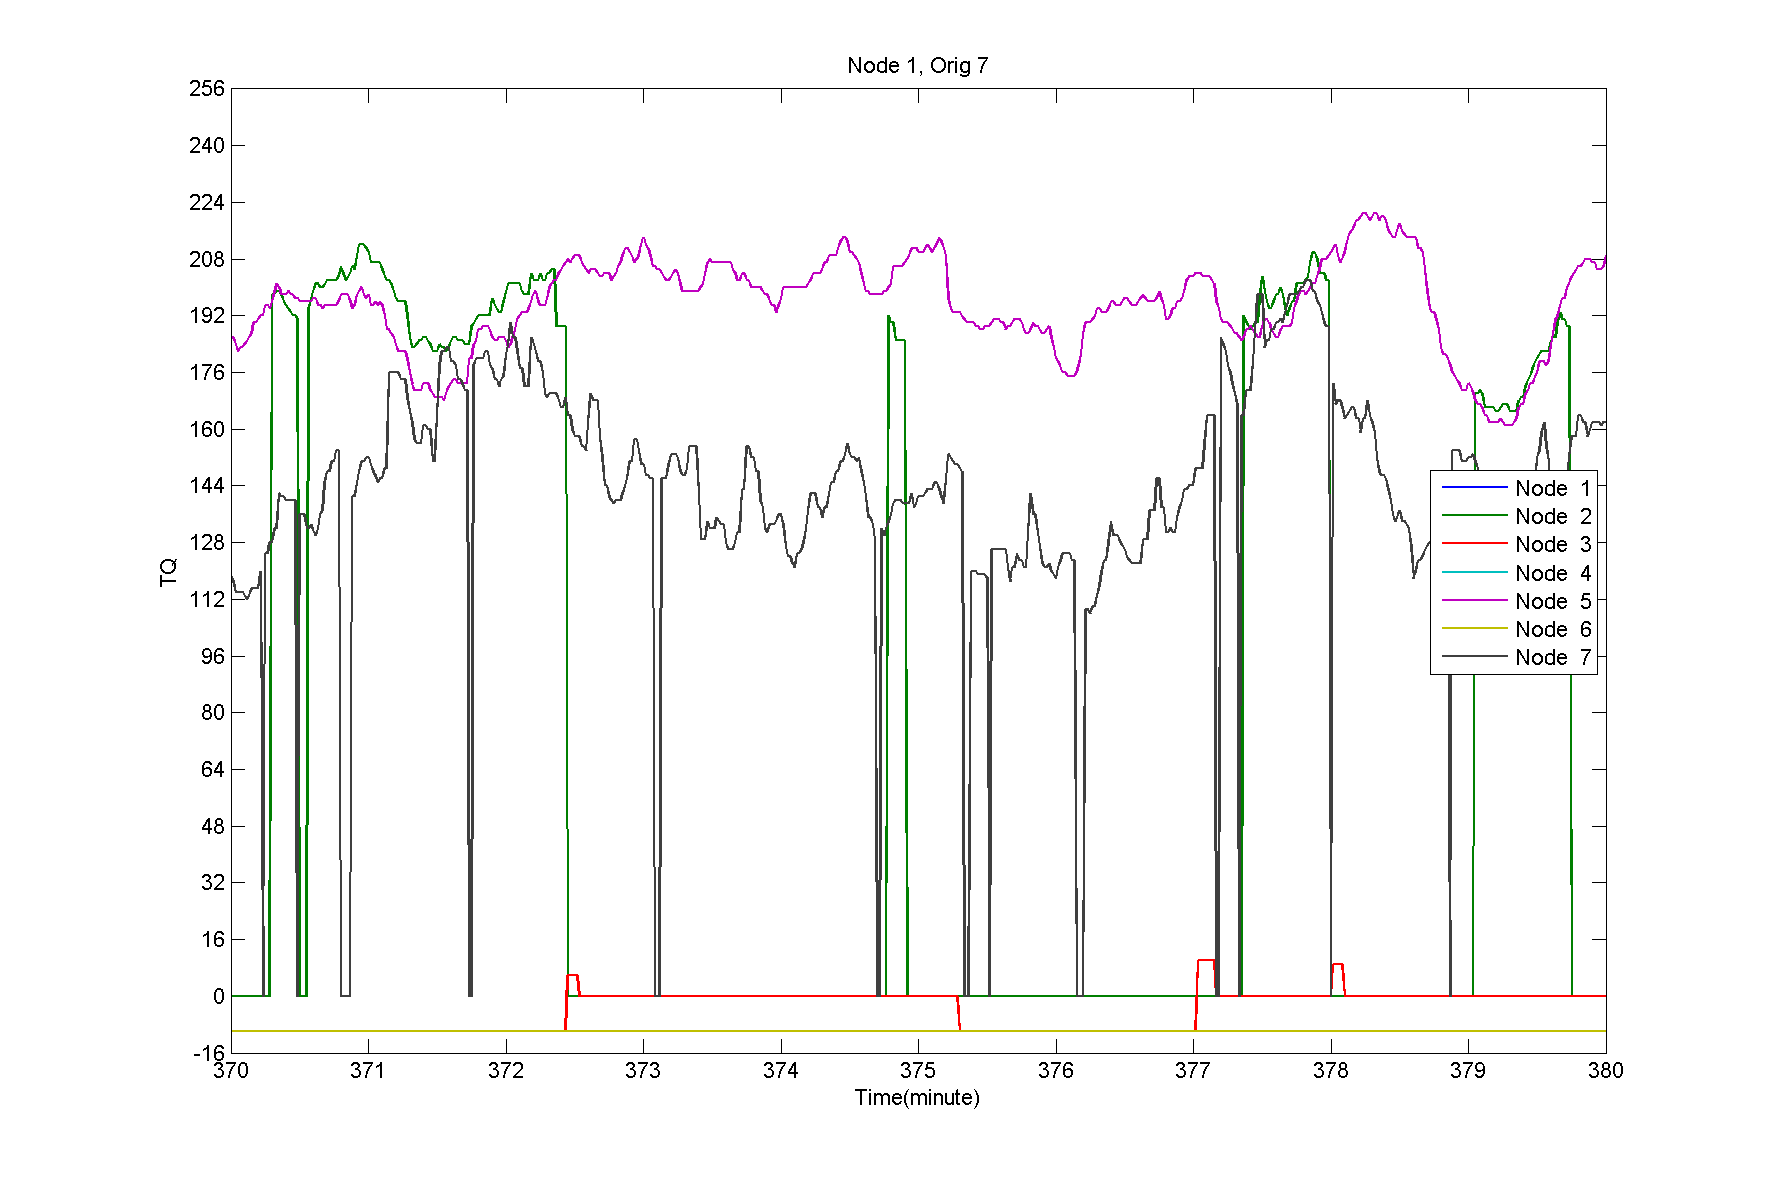 Node 1, Orig 7
256
240
224
208
192
176
160
144
128
112
96
80
64
48
32
16
0
-16
TQ
Node 1
Node 2
Node 3
Node 4
Node 5
Node 6
Node 7
370 371 372 373 374 375 376 377 378 379 380
Time(minute)